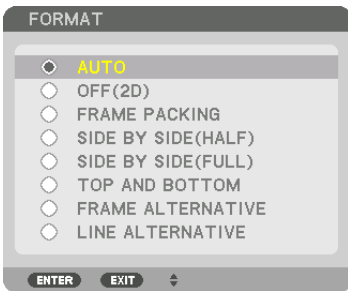 FORMAT
AUTO
OFF(2D)
FRAME PACKING
SIDE BY SIDE(HALF)
SIDE BY SIDE(FULL)
TOP AND BOTTOM
FRAME ALTERNATIVE
LINE ALTERNATIVE
ENTER EXIT